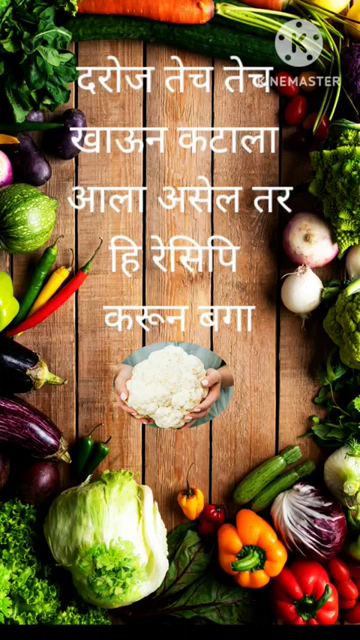 दरोज तेच तेच
KINEMASTER
खाऊन कटाला
आला असेल तर
हि रेसिपि
करून बगा